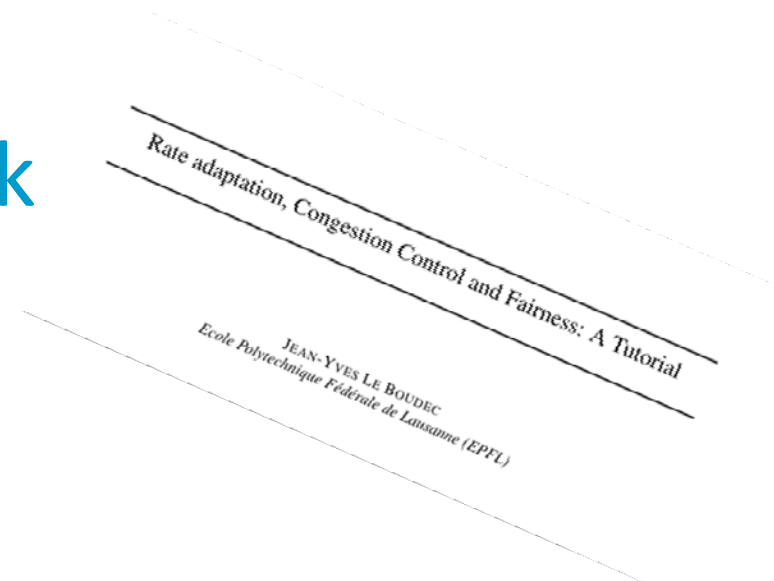 k
Rate adaptation, Congestion Control and Fairness: A Tutorial
JEAN-YVES LE BOUDEC
Ecole Polytechnique Fédérale de Lausanne (EPFL)